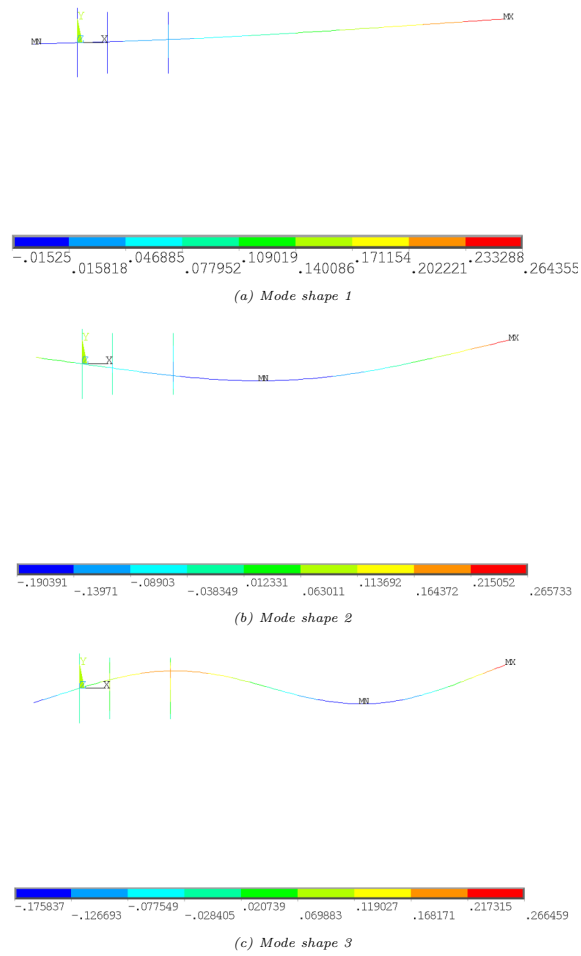 MX
Y
MN
Z
X
-.01525 .046885 .109019 .171154 .233288
.015818 .077952 .140086 .202221 .264355
(a) Mode shape 1
MX
Y
Z
X
MN
-.190391 -.08903 .012331 .113692 .215052
-.13971 -.038349 .063011 .164372 .265733
(b) Mode shape 2
Y
MX
Z
X
MN
-.175837 -.077549 .020739 .119027 .217315
-.126693 -.028405 .069883 .168171 .266459
(c) Mode shape 3